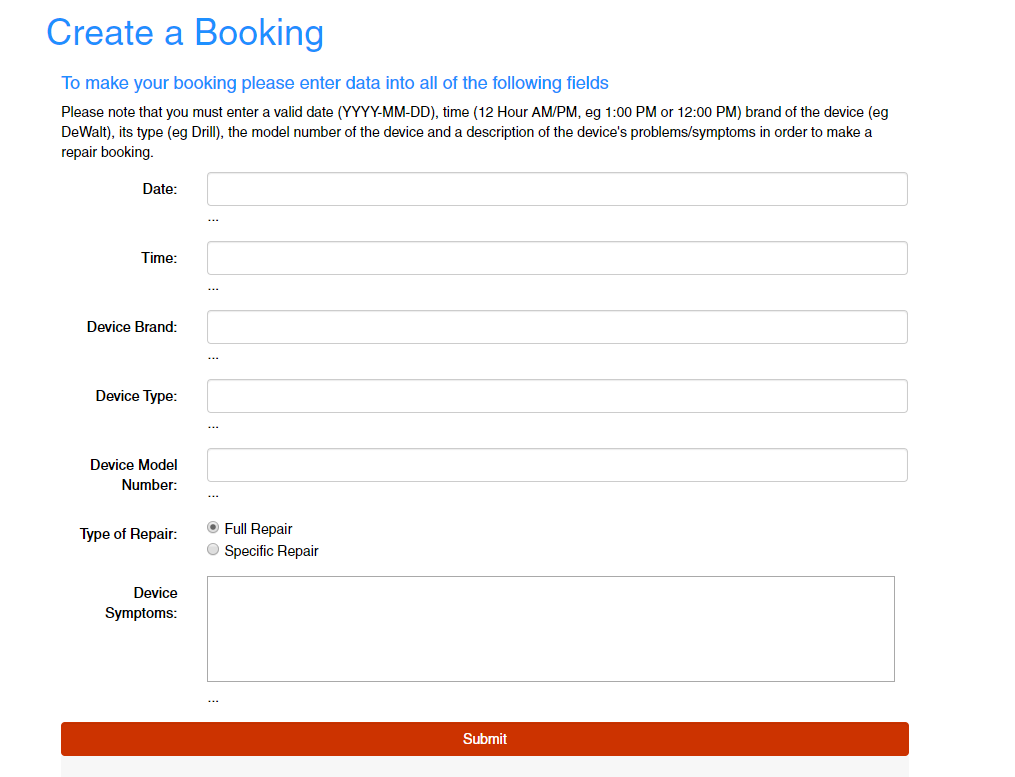 Create a Booking
To make your booking please enter data into all of the following fields
Please note that you must enter a valid date (YYYY-MM-DD), time (12 Hour AM/PM, eg 1:00 PM or 12:00 PM) brand of the device (eg
DeWalt), its type (eg Drill), the model number of the device and a description of the device's problems/symptoms in order to make a
repair booking.
Date:
...
Time:
...
Device Brand:
...
Device Type:
...
Device Model
Number:
...
Type of Repair:
Full Repair
Specific Repair
Device
Symptoms:
...
Submit